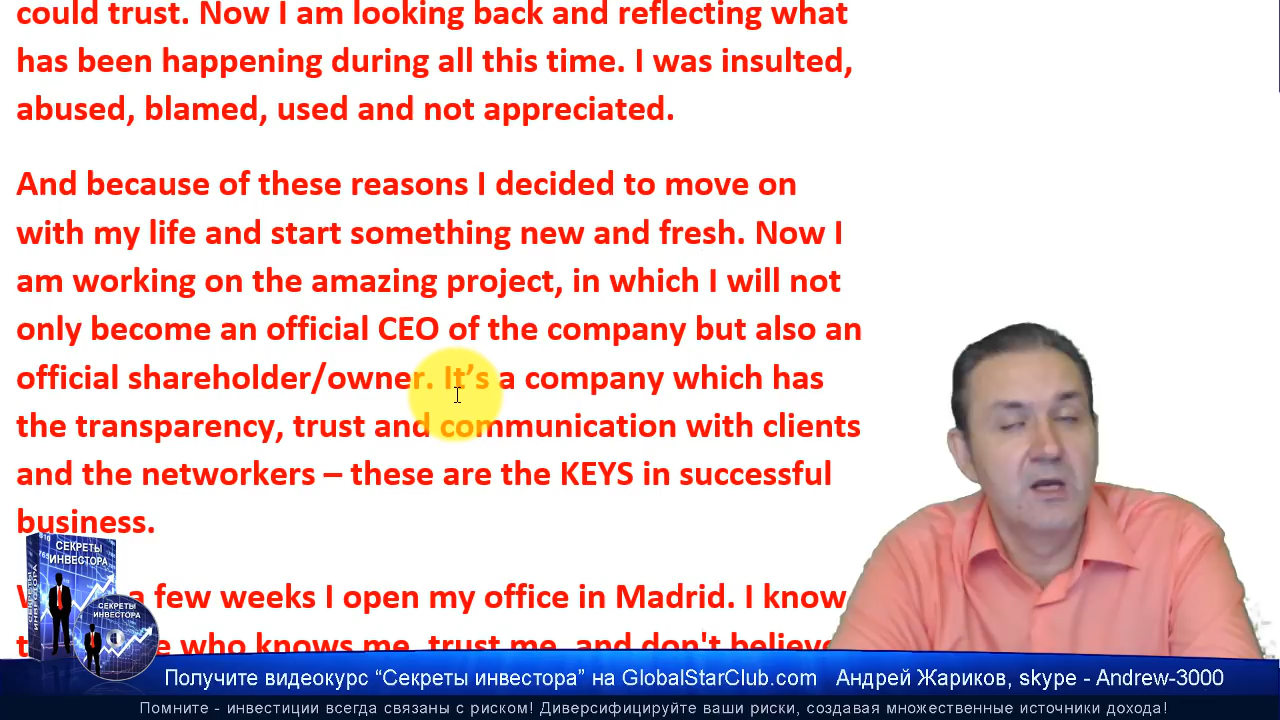 could trust. Now I am looking back and reflecting what
has been happening during all this time. I was insulted,
abused, blamed, used and not appreciated.
And because of these reasons I decided to move on
with my life and start something new and fresh. Now I
am working on the amazing project, in which I will not
only become an official CEO of the company but also an
official shareholder/owner. It’s a company which has
the transparency, trust and communication with clients
and the networkers – these are the KEYS in successful
business.
a few weeks I open my office in Madrid. I know
who knows me, trust me, and don't believe
СЕКРЕТЫ
ИНВЕСТОРА
СЕКРЕТЫ
ИНВЕСТОРА
СЕКРЕТЫ
ИНВЕСТОРА
Получите видеокурс “Секреты инвестора” на GlobalStarClub.com Андрей Жариков, skype - Andrew-3000
Помните - инвестиции всегда связаны с риском! Диверсифицируйте ваши риски, создавая множественные источники дохода!